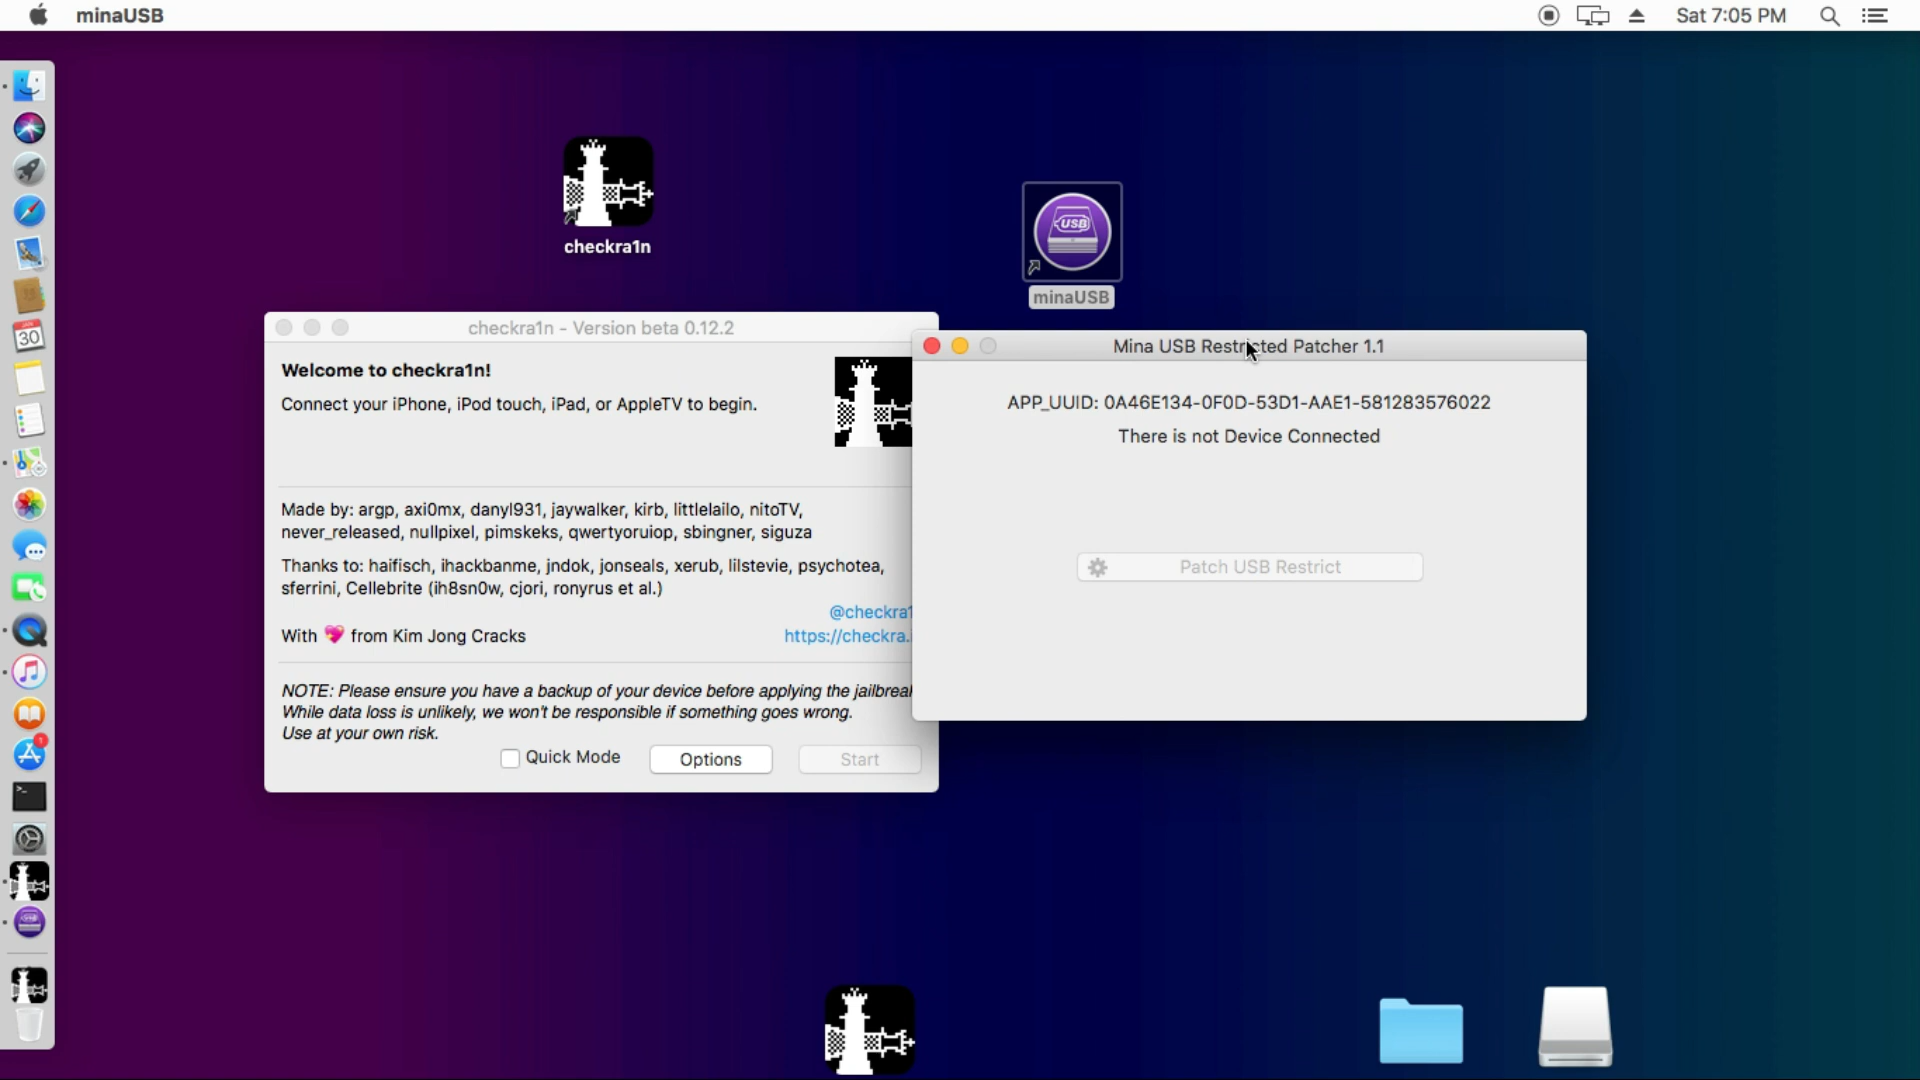 minaUSB
Sat 7:05 PM
JAN
30
checkra1n
USB
minaUSB
checkra1n - Version beta 0.12.2
Welcome to checkra1n!
Connect your iPhone, iPod touch, iPad, or AppleTV to begin.
Made by: argp, axi0mx, danyl931, jaywalker, kirb, littlelailo, nitoTV,
never_released, nullpixel, pimskeks, qwertyoruiop, sbingner, siguza
Thanks to: haifisch, ihackbanme, jndok, jonseals, xerub, lilstevie, psychotea,
sferrini, Cellebrite (ih8sn0w, cjori, ronyrus et al.)
@checkra1
With 💖 from Kim Jong Cracks
https://checkra.
NOTE: Please ensure you have a backup of your device before applying the jailbreak
While data loss is unlikely, we won't be responsible if something goes wrong.
Use at your own risk.
Quick Mode
Options
Start
Mina USB Restricted Patcher 1.1
APP_UUID: 0A46E134-0F0D-53D1-AAE1-581283576022
There is not Device Connected
Patch USB Restrict
1